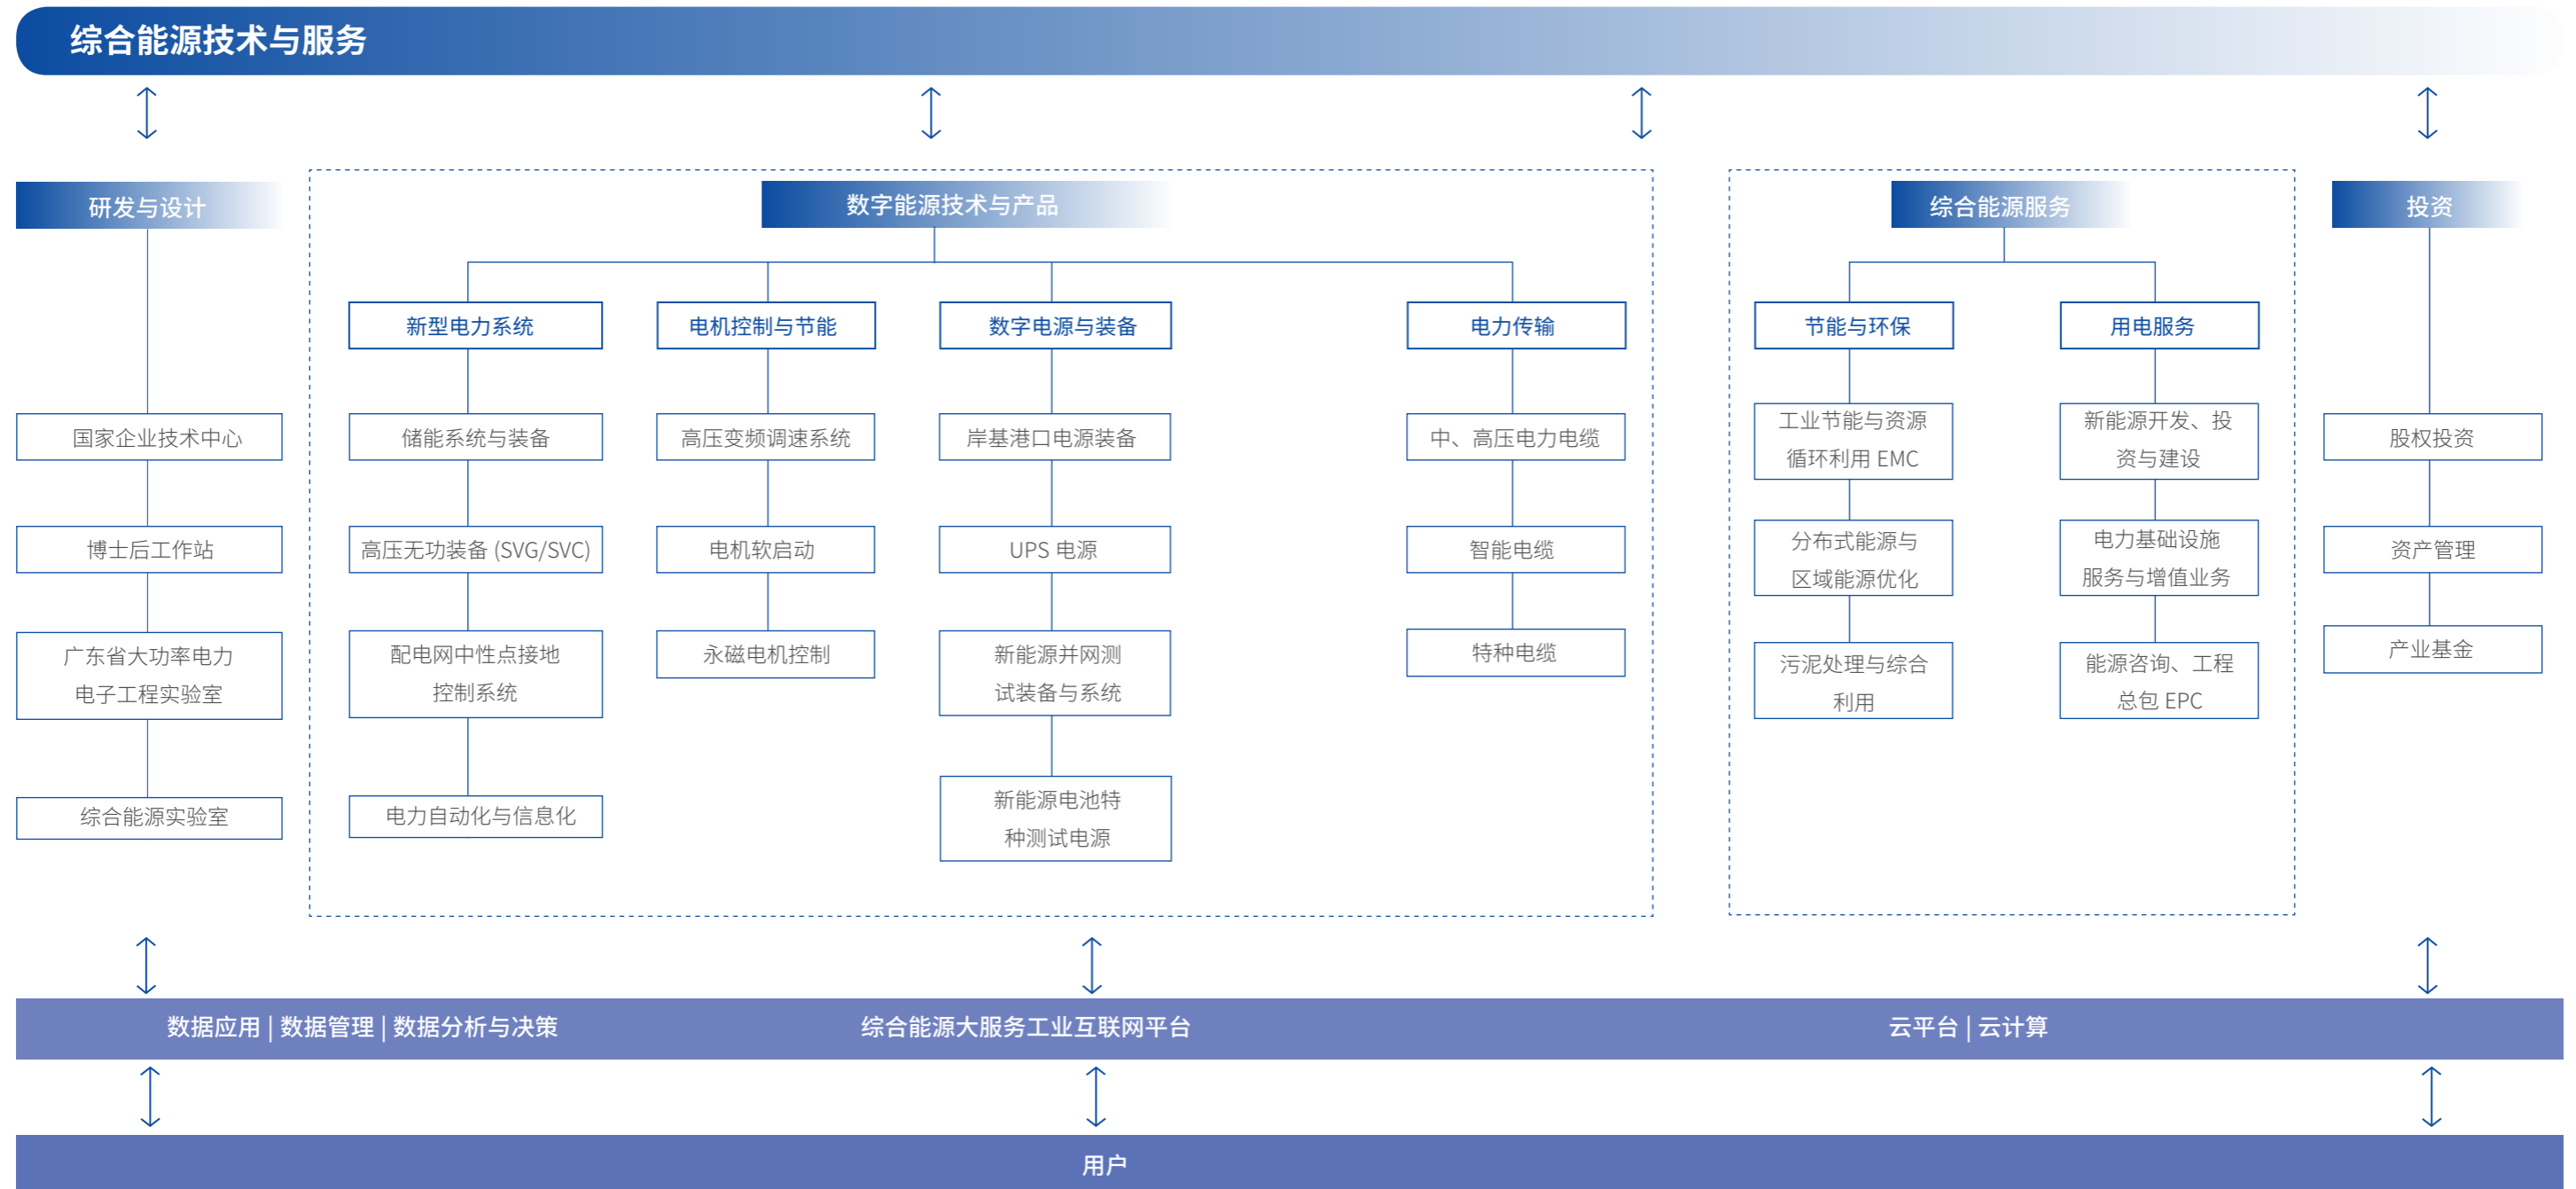 综合能源技术与服务
研发与设计
国家企业技术中心
博士后工作站
广东省大功率电力
电子工程实验室
综合能源实验室
数字能源技术与产品
新型电力系统
储能系统与装备
高压无功装备 (SVG/SVC)
配电网中性点接地
控制系统
电力自动化与信息化
电机控制与节能
高压变频调速系统
电机软启动
永磁电机控制
数字电源与装备
岸基港口电源装备
UPS 电源
新能源并网测
试装备与系统
新能源电池特
种测试电源
电力传输
中、高压电力电缆
智能电缆
特种电缆
综合能源服务
节能与环保
工业节能与资源
循环利用 EMC
分布式能源与
区域能源优化
污泥处理与综合
利用
用电服务
新能源开发、投
资与建设
电力基础设施
服务与增值业务
能源咨询、工程
总包 EPC
投资
股权投资
资产管理
产业基金
数据应用 | 数据管理 | 数据分析与决策
综合能源大服务工业互联网平台
云平台 | 云计算
用户